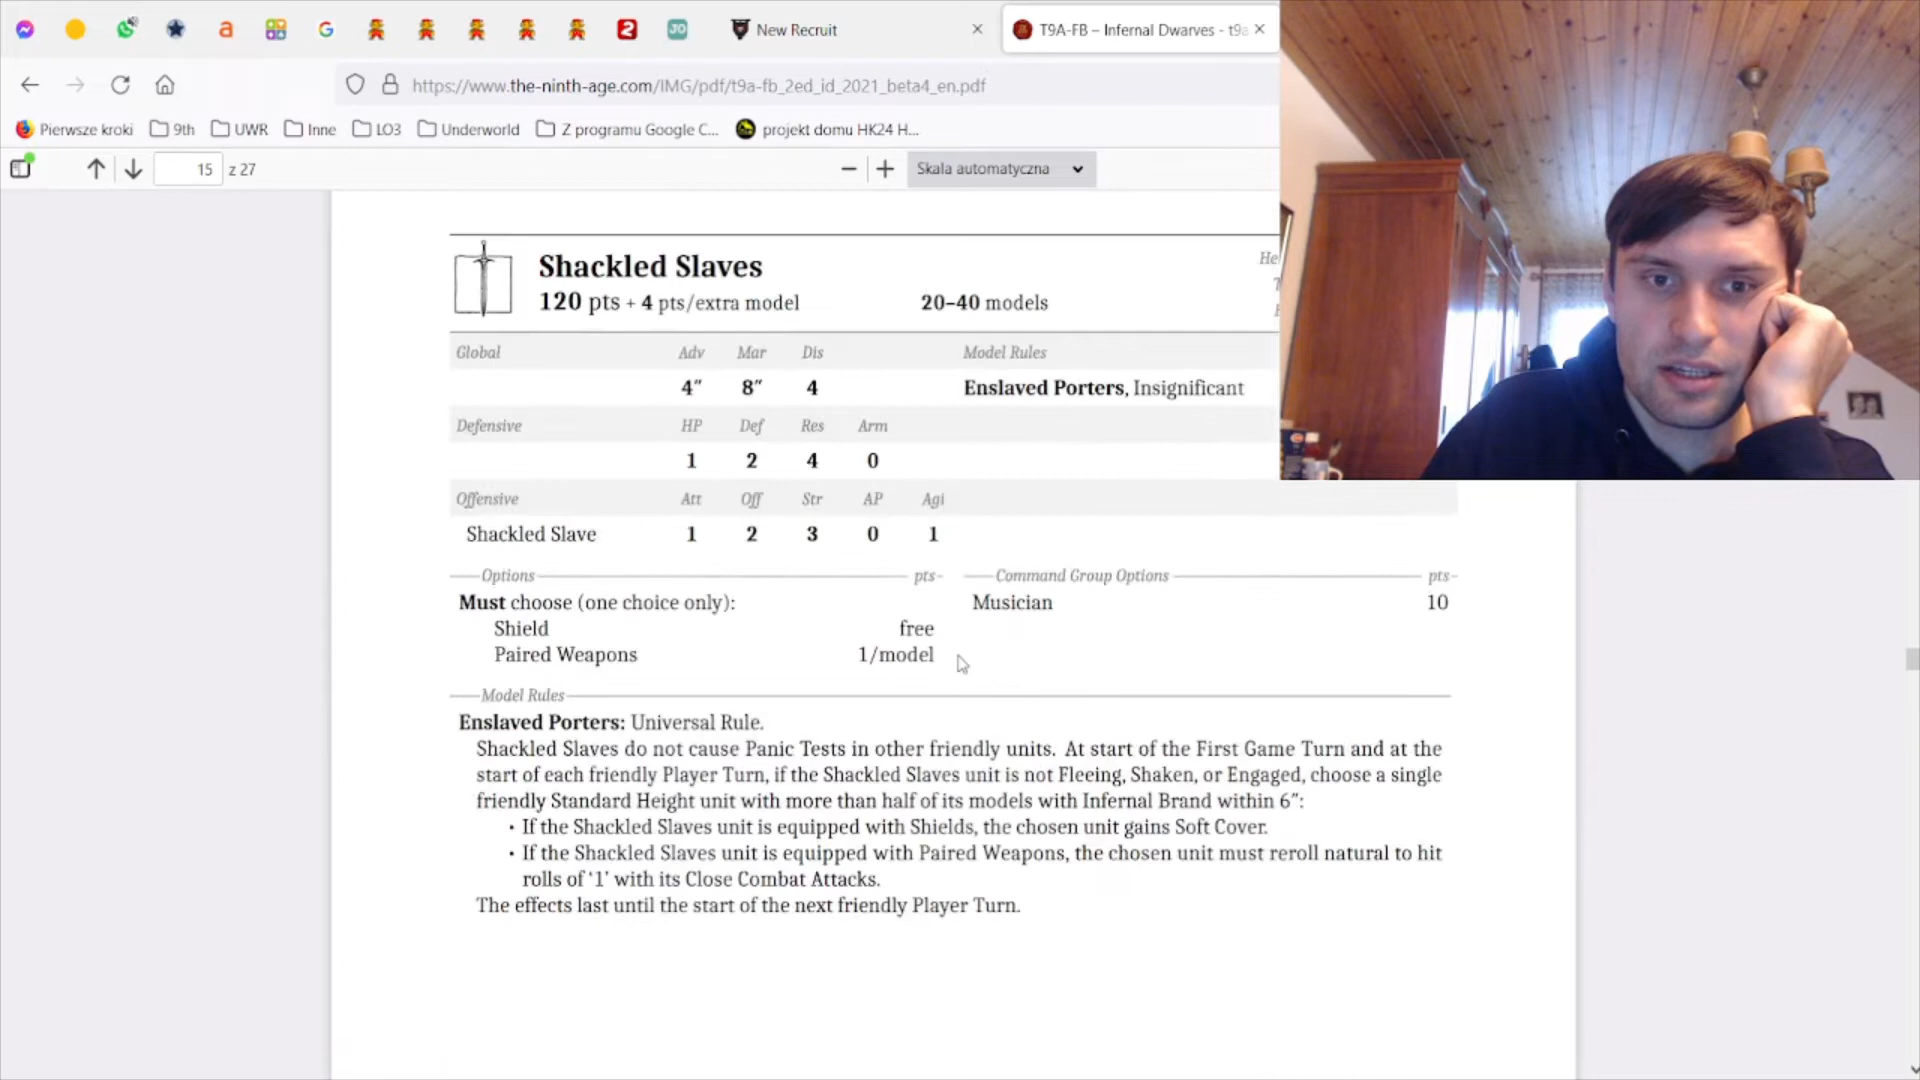 New Recruit
T9A-FB – Infernal Dwarves - t9a
https://www.the-ninth-age.com/IMG/pdf/t9a-fb_2ed_id_2021_beta4_en.pdf
Pierwsze kroki 9th UWR Inne LO3 Underworld Z programu Google C... projekt domu HK24 H...
15 z 27 Skala automatyczna
Shackled Slaves
120 pts + 4 pts/extra model 20–40 models
He
Global Adv Mar Dis Model Rules
4″ 8″ 4 Enslaved Porters, Insignificant
Defensive HP Def Res Arm
1 2 4 0
Offensive Att Off Str AP Agi
Shackled Slave 1 2 3 0 1
Options pts Command Group Options pts
Must choose (one choice only): Musician 10
Shield free
Paired Weapons 1/model
Model Rules
Enslaved Porters: Universal Rule.
Shackled Slaves do not cause Panic Tests in other friendly units. At start of the First Game Turn and at the
start of each friendly Player Turn, if the Shackled Slaves unit is not Fleeing, Shaken, or Engaged, choose a single
friendly Standard Height unit with more than half of its models with Infernal Brand within 6″:
• If the Shackled Slaves unit is equipped with Shields, the chosen unit gains Soft Cover.
• If the Shackled Slaves unit is equipped with Paired Weapons, the chosen unit must reroll natural to hit
rolls of ‘1’ with its Close Combat Attacks.
The effects last until the start of the next friendly Player Turn.